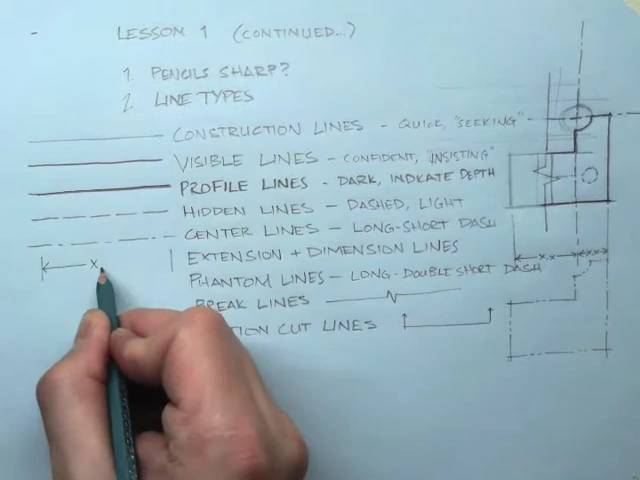 LESSON 1 (CONTINUED...)
1. PENCILS SHARP?
2. LINE TYPES
CONSTRUCTION LINES - QUICK, "SEEKING"
VISIBLE LINES - CONFIDENT, "INSISTING"
PROFILE LINES - DARK, INDICATE DEPTH
HIDDEN LINES - DASHED, LIGHT
CENTER LINES - LONG-SHORT DASH
EXTENSION + DIMENSION LINES
PHANTOM LINES - LONG-DOUBLE SHORT DASH
BREAK LINES
CUT LINES
X.X
X.X
X.